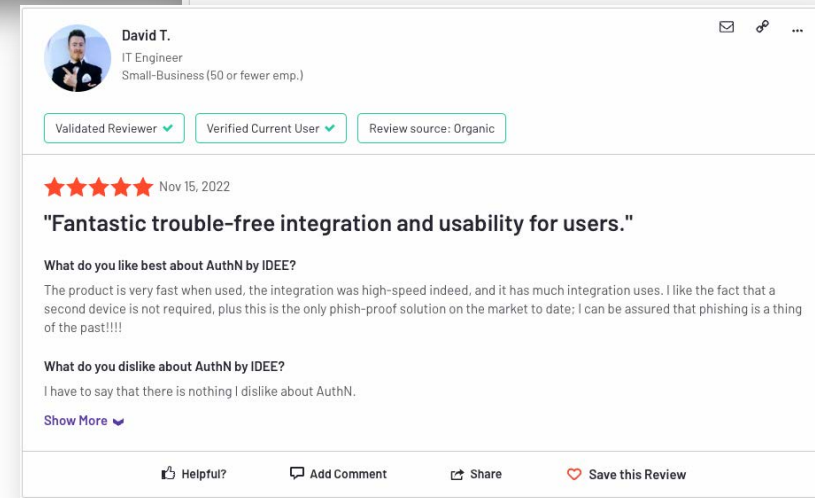 David T.
IT Engineer
Small-Business (50 or fewer emp.)
Validated Reviewer
Verified Current User
Review source: Organic
Nov 15, 2022
"Fantastic trouble-free integration and usability for users."
What do you like best about AuthN by IDEE?
The product is very fast when used, the integration was high-speed indeed, and it has much integration uses. I like the fact that a
second device is not required, plus this is the only phish-proof solution on the market to date; I can be assured that phishing is a thing
of the past!!!!
What do you dislike about AuthN by IDEE?
I have to say that there is nothing I dislike about AuthN.
Show More
Helpful? Add Comment Share Save this Review